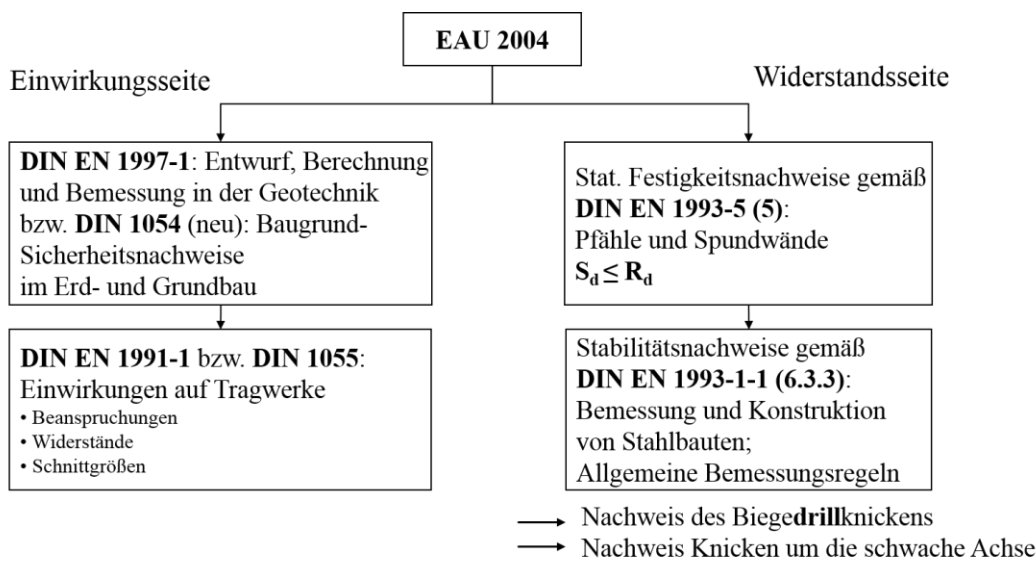 EAU 2004
Einwirkungsseite
Widerstandsseite
DIN EN 1997-1: Entwurf, Berechnung
und Bemessung in der Geotechnik
bzw. DIN 1054 (neu): Baugrund-
Sicherheitsnachweise
im Erd- und Grundbau
Stat. Festigkeitsnachweise gemäß
DIN EN 1993-5 (5):
Pfähle und Spundwände
Sd ≤ Rd
DIN EN 1991-1 bzw. DIN 1055:
Einwirkungen auf Tragwerke
• Beanspruchungen
• Widerstände
• Schnittgrößen
Stabilitätsnachweise gemäß
DIN EN 1993-1-1 (6.3.3):
Bemessung und Konstruktion
von Stahlbauten;
Allgemeine Bemessungsregeln
Nachweis des Biegedrillknickens
Nachweis Knicken um die schwache Achse